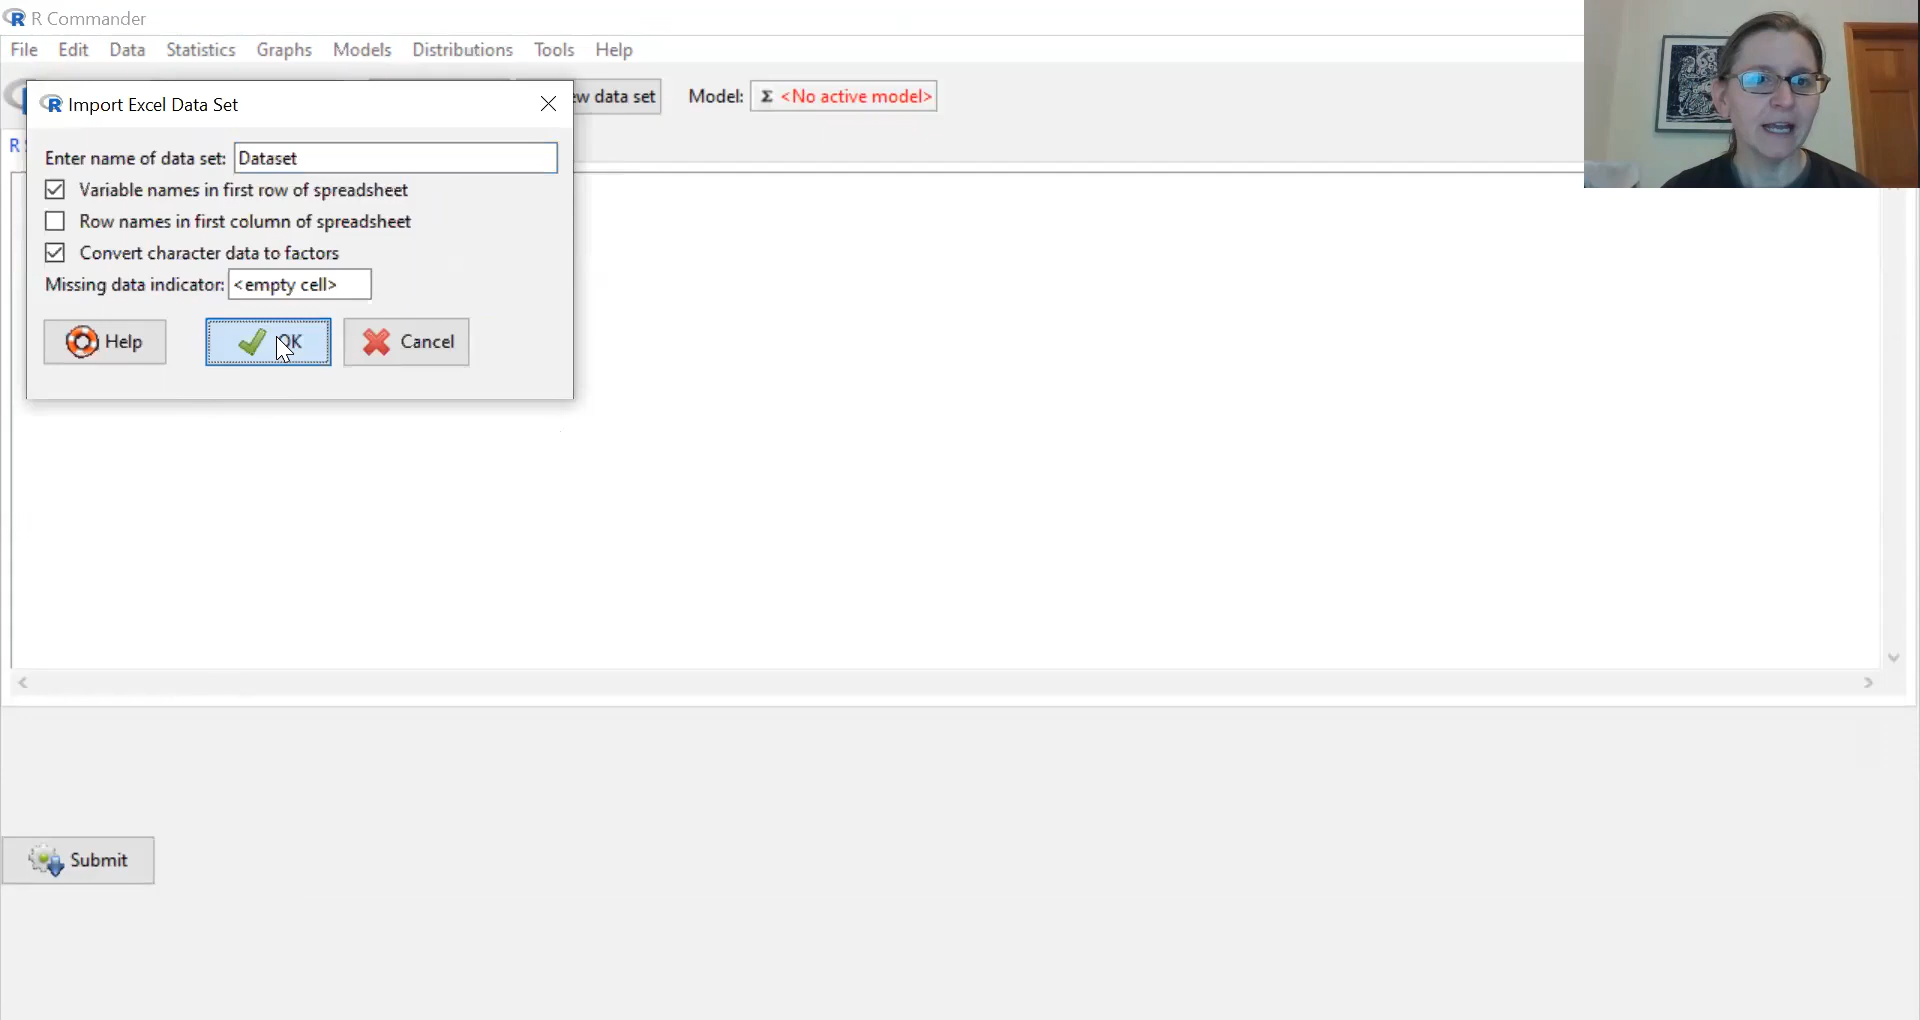 R Commander
File Edit Data Statistics Graphs Models Distributions Tools Help
Import Excel Data Set
data set Model: Σ <No active model>
R
Enter name of data set: Dataset
Variable names in first row of spreadsheet
Row names in first column of spreadsheet
Convert character data to factors
Missing data indicator: <empty cell>
Help OK Cancel
Submit